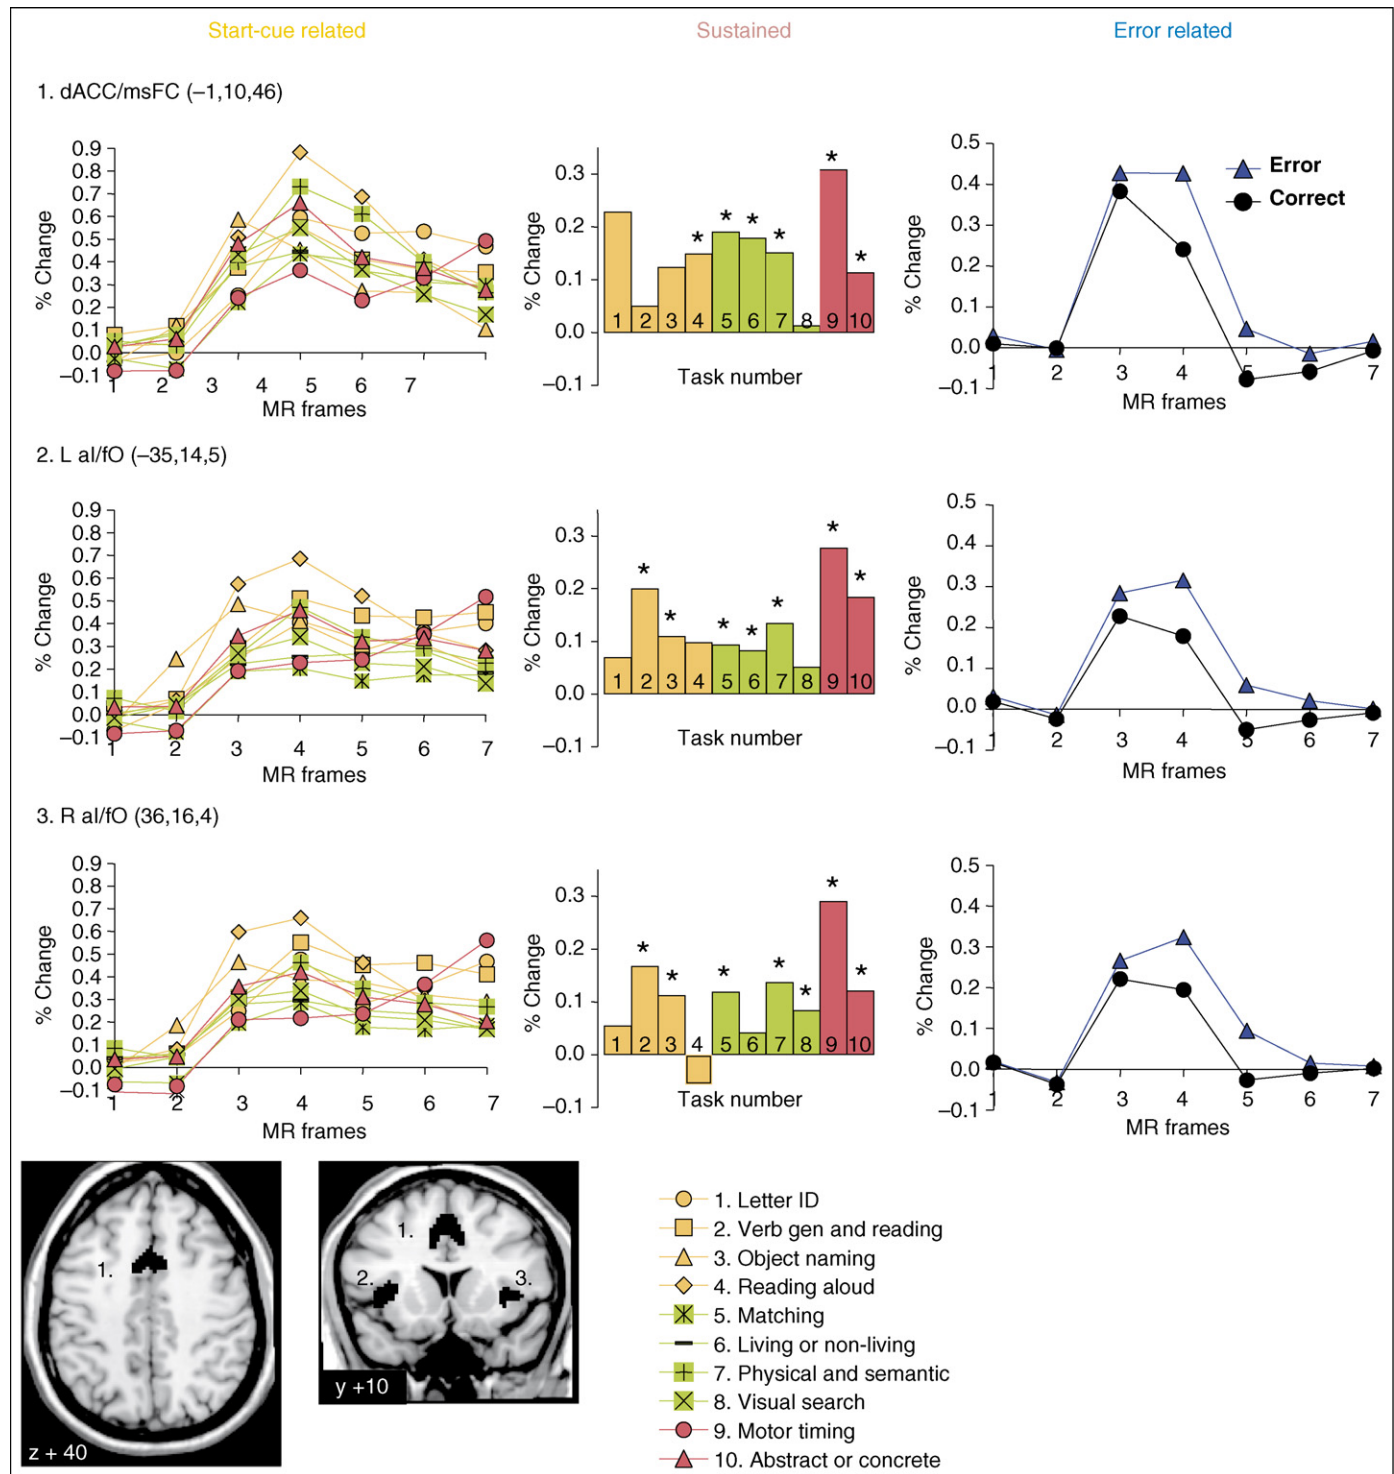 Start-cue related
Sustained
Error related
1. dACC/msFC (–1,10,46)
% Change
0.9
0.8
0.7
0.6
0.5
0.4
0.3
0.2
0.1
0.0
–0.1
1 2 3 4 5 6 7
MR frames
% Change
0.3
0.2
0.1
0.0
–0.1
* * * * * *
1 2 3 4 5 6 7 8 9 10
Task number
% Change
0.5
0.4
0.3
0.2
0.1
0.0
–0.1
Error
Correct
1 2 3 4 5 6 7
MR frames
2. L aI/fO (–35,14,5)
% Change
0.9
0.8
0.7
0.6
0.5
0.4
0.3
0.2
0.1
0.0
–0.1
1 2 3 4 5 6 7
MR frames
% Change
0.3
0.2
0.1
0.0
–0.1
* * * * * * *
1 2 3 4 5 6 7 8 9 10
Task number
% Change
0.5
0.4
0.3
0.2
0.1
0.0
–0.1
1 2 3 4 5 6 7
MR frames
3. R aI/fO (36,16,4)
% Change
0.9
0.8
0.7
0.6
0.5
0.4
0.3
0.2
0.1
0.0
–0.1
1 2 3 4 5 6 7
MR frames
% Change
0.3
0.2
0.1
0.0
–0.1
* * * * * * *
1 2 3 4 5 6 7 8 9 10
Task number
% Change
0.5
0.4
0.3
0.2
0.1
0.0
–0.1
1 2 3 4 5 6 7
MR frames
1.
z + 40
1.
2.
3.
y +10
1. Letter ID
2. Verb gen and reading
3. Object naming
4. Reading aloud
5. Matching
6. Living or non-living
7. Physical and semantic
8. Visual search
9. Motor timing
10. Abstract or concrete